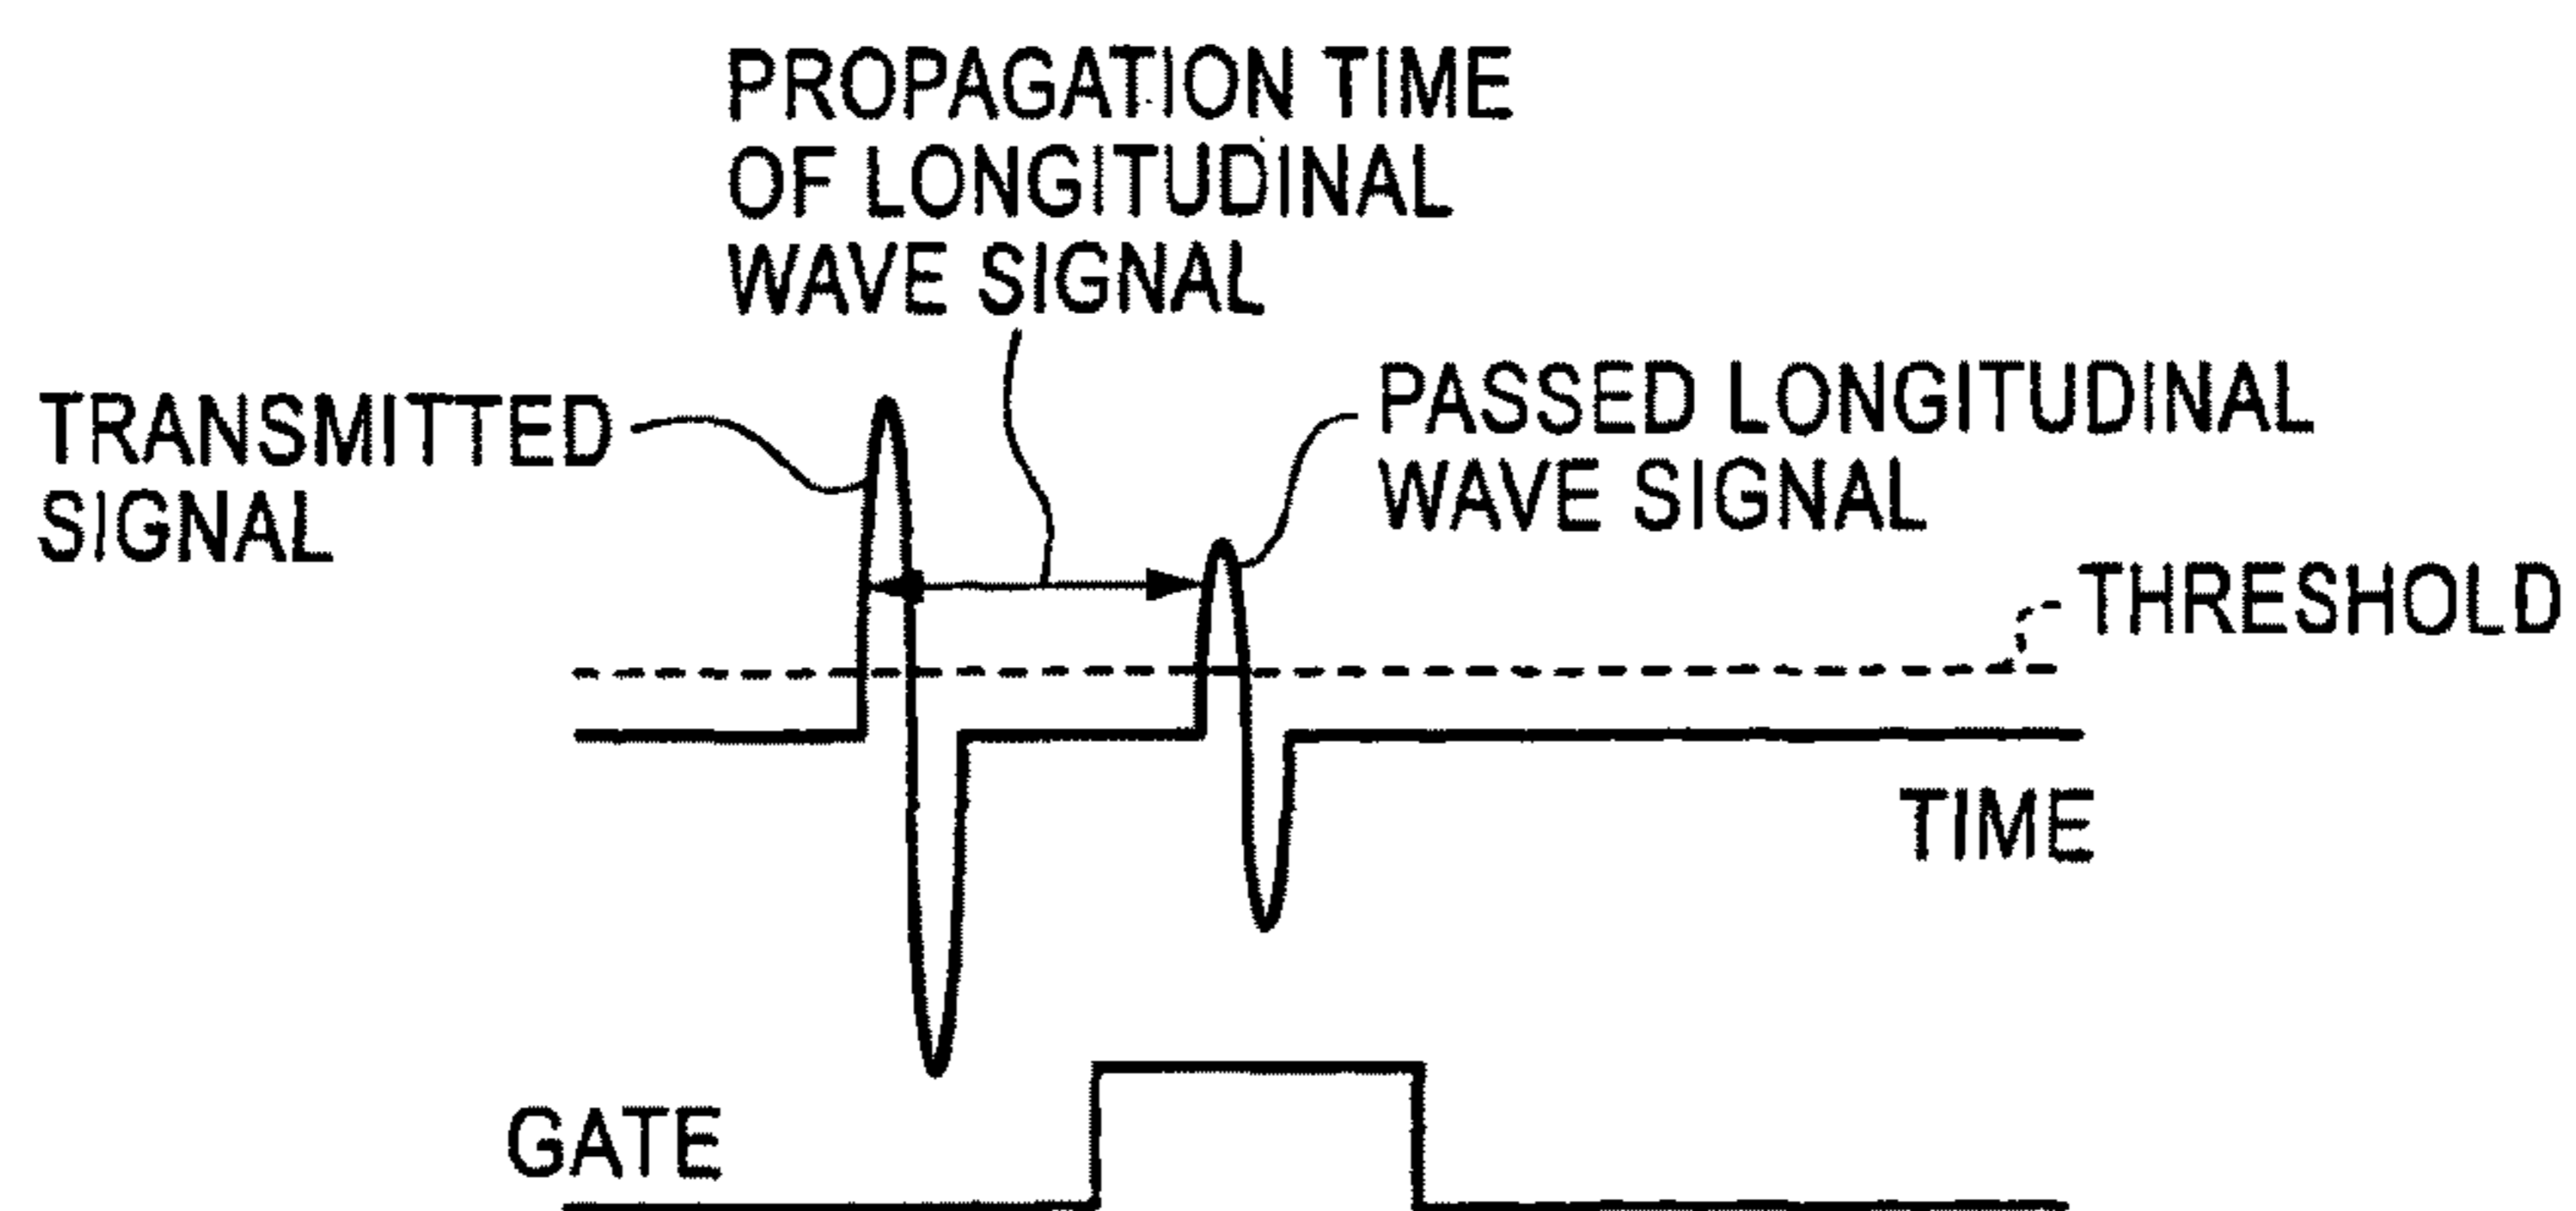 PROPAGATION TIME
OF LONGITUDINAL
WAVE SIGNAL
TRANSMITTED
SIGNAL
PASSED LONGITUDINAL
WAVE SIGNAL
THRESHOLD
TIME
GATE